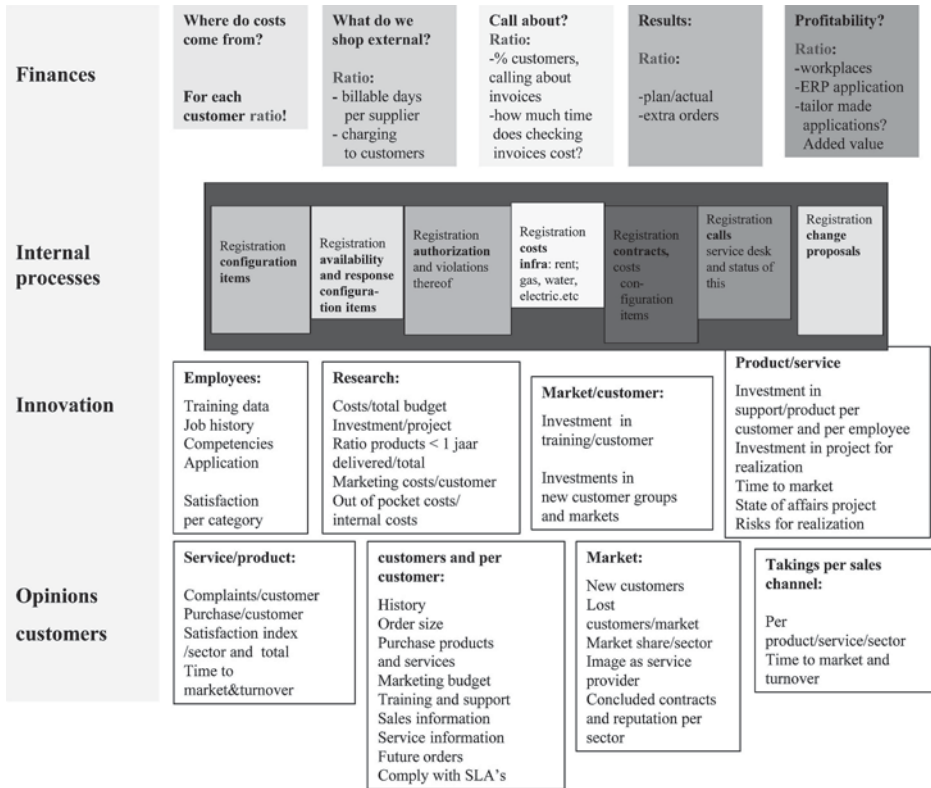 Finances
Where do costs
come from?
For each
customer ratio!
What do we
shop external?
Ratio:
- billable days
per supplier
- charging
to customers
Call about?
Ratio:
-% customers,
calling about
invoices
-how much time
does checking
invoices cost?
Results:
Ratio:
-plan/actual
-extra orders
Profitability?
Ratio:
-workplaces
-ERP application
-tailor made
applications?
Added value
Internal
processes
Registration
configuration
items
Registration
availability
and response
configura-
tion items
Registration
authorization
and violations
thereof
Registration
costs
infra: rent;
gas, water,
electric.etc
Registration
contracts,
costs
con-
figuration
items
Registration
calls
service desk
and status of
this
Registration
change
proposals
Innovation
Employees:
Training data
Job history
Competencies
Application
Satisfaction
per category
Research:
Costs/total budget
Investment/project
Ratio products < 1 jaar
delivered/total
Marketing costs/customer
Out of pocket costs/
internal costs
Market/customer:
Investment in
training/customer
Investments in
new customer groups
and markets
Product/service
Investment in
support/product per
customer and per employee
Investment in project for
realization
Time to market
State of affairs project
Risks for realization
Opinions
customers
Service/product:
Complaints/customer
Purchase/customer
Satisfaction index
/sector and total
Time to
market&turnover
customers and per
customer:
History
Order size
Purchase products
and services
Marketing budget
Training and support
Sales information
Service information
Future orders
Comply with SLA's
Market:
New customers
Lost
customers/market
Market share/sector
Image as service
provider
Concluded contracts
and reputation per
sector
Takings per sales
channel:
Per
product/service/sector
Time to market and
turnover